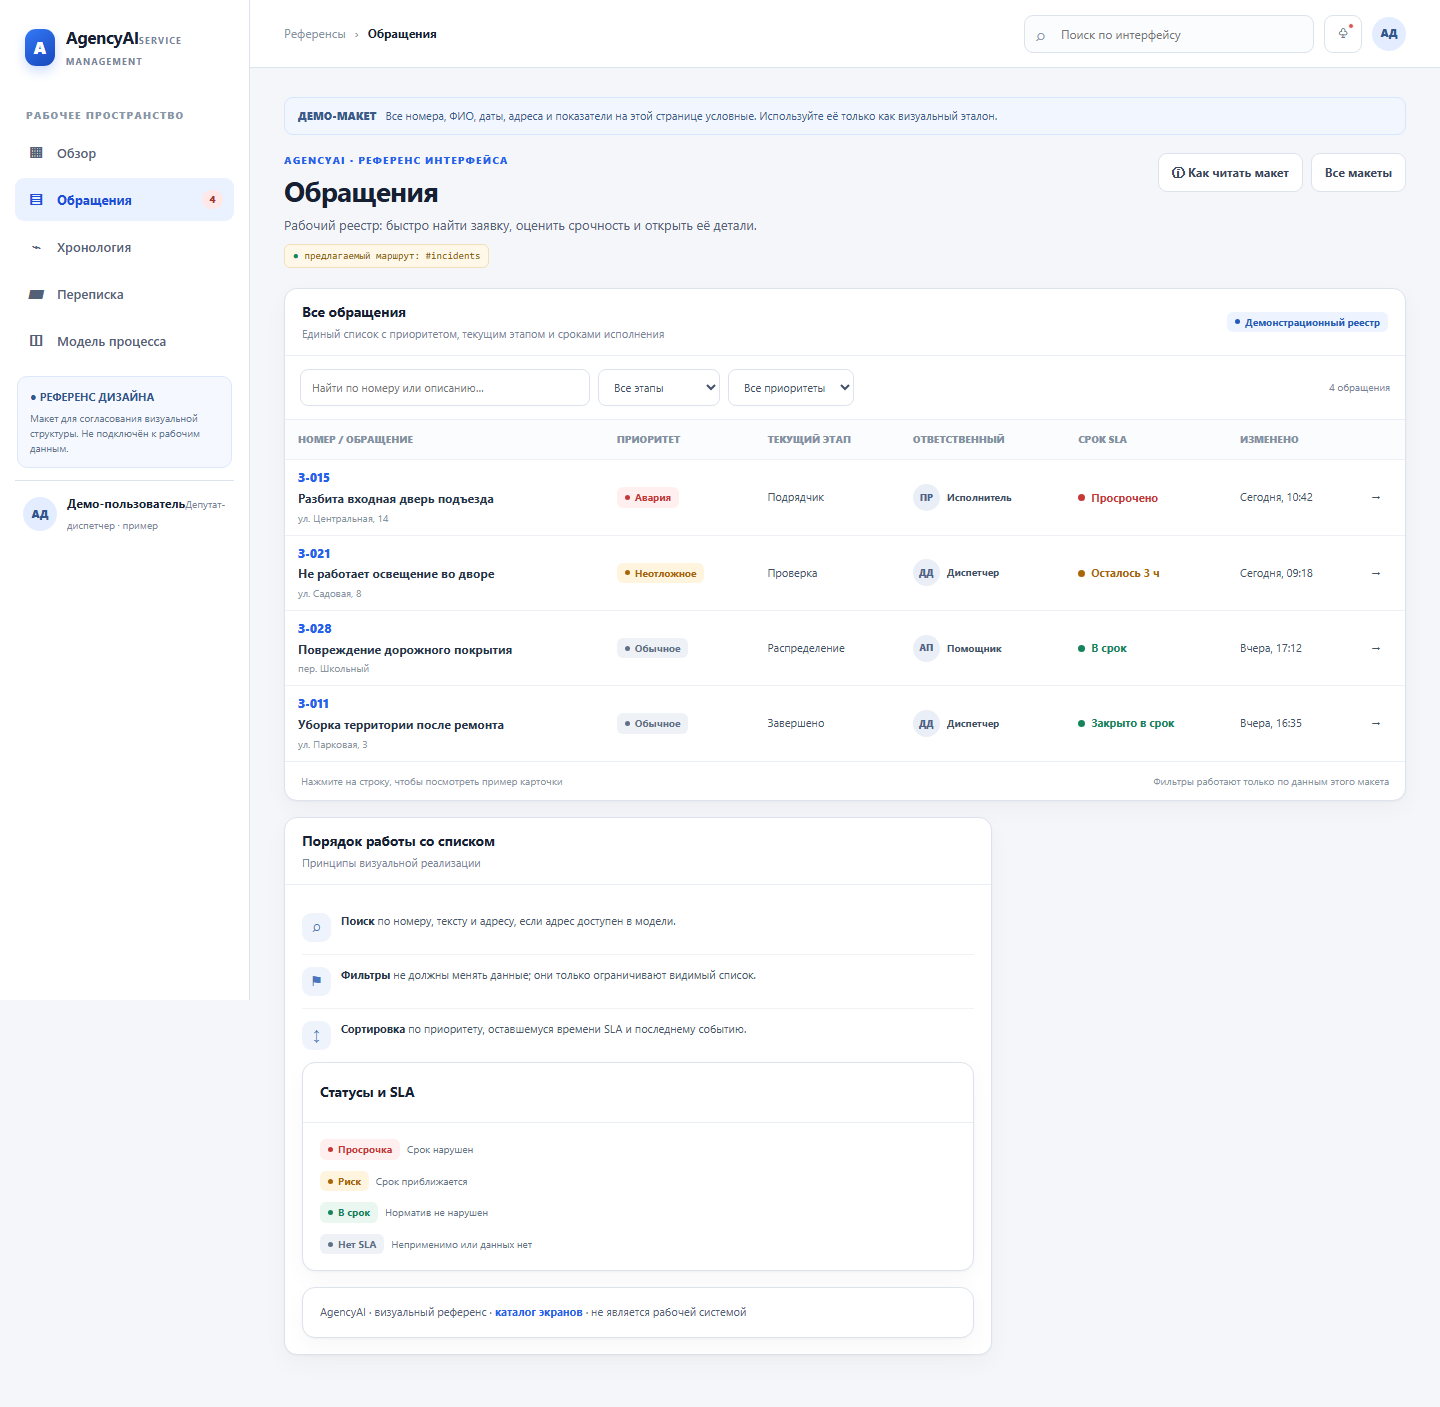 A AgencyAI SERVICE
MANAGEMENT
Референсы › Обращения
Поиск по интерфейсу
АД
РАБОЧЕЕ ПРОСТРАНСТВО
Обзор
Обращения 4
Хронология
Переписка
Модель процесса
● РЕФЕРЕНС ДИЗАЙНА
Макет для согласования визуальной
структуры. Не подключён к рабочим
данным.
АД Демо-пользователь Депутат-
диспетчер · пример
ДЕМО-МАКЕТ Все номера, ФИО, даты, адреса и показатели на этой странице условные. Используйте её только как визуальный эталон.
AGENCYAI · РЕФЕРЕНС ИНТЕРФЕЙСА
Обращения
Рабочий реестр: быстро найти заявку, оценить срочность и открыть её детали.
● предлагаемый маршрут: #incidents
ⓘ Как читать макет
Все макеты
Все обращения
Единый список с приоритетом, текущим этапом и сроками исполнения
● Демонстрационный реестр
Найти по номеру или описанию...
Все этапы
Все приоритеты
4 обращения
НОМЕР / ОБРАЩЕНИЕ ПРИОРИТЕТ ТЕКУЩИЙ ЭТАП ОТВЕТСТВЕННЫЙ СРОК SLA ИЗМЕНЕНО
З-015
Разбита входная дверь подъезда
ул. Центральная, 14
● Авария Подрядчик ПР Исполнитель ● Просрочено Сегодня, 10:42 →
З-021
Не работает освещение во дворе
ул. Садовая, 8
● Неотложное Проверка ДД Диспетчер ● Осталось 3 ч Сегодня, 09:18 →
З-028
Повреждение дорожного покрытия
пер. Школьный
● Обычное Распределение АП Помощник ● В срок Вчера, 17:12 →
З-011
Уборка территории после ремонта
ул. Парковая, 3
● Обычное Завершено ДД Диспетчер ● Закрыто в срок Вчера, 16:35 →
Нажмите на строку, чтобы посмотреть пример карточки
Фильтры работают только по данным этого макета
Порядок работы со списком
Принципы визуальной реализации
Поиск по номеру, тексту и адресу, если адрес доступен в модели.
Фильтры не должны менять данные; они только ограничивают видимый список.
Сортировка по приоритету, оставшемуся времени SLA и последнему событию.
Статусы и SLA
● Просрочка Срок нарушен
● Риск Срок приближается
● В срок Норматив не нарушен
● Нет SLA Неприменимо или данных нет
AgencyAI · визуальный референс · каталог экранов · не является рабочей системой